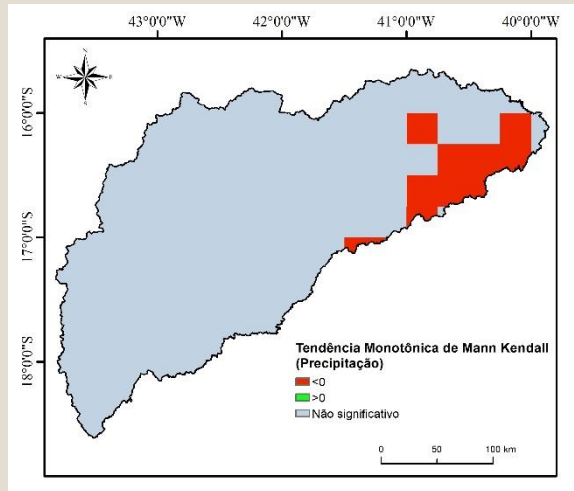 43°0'0"W 42°0'0"W 41°0'0"W 40°0'0"W
N
W E
S
16°0'0"S
17°0'0"S
18°0'0"S
Tendência Monotônica de Mann Kendall
(Precipitação)
<0
>0
Não significativo
0 50 100 km